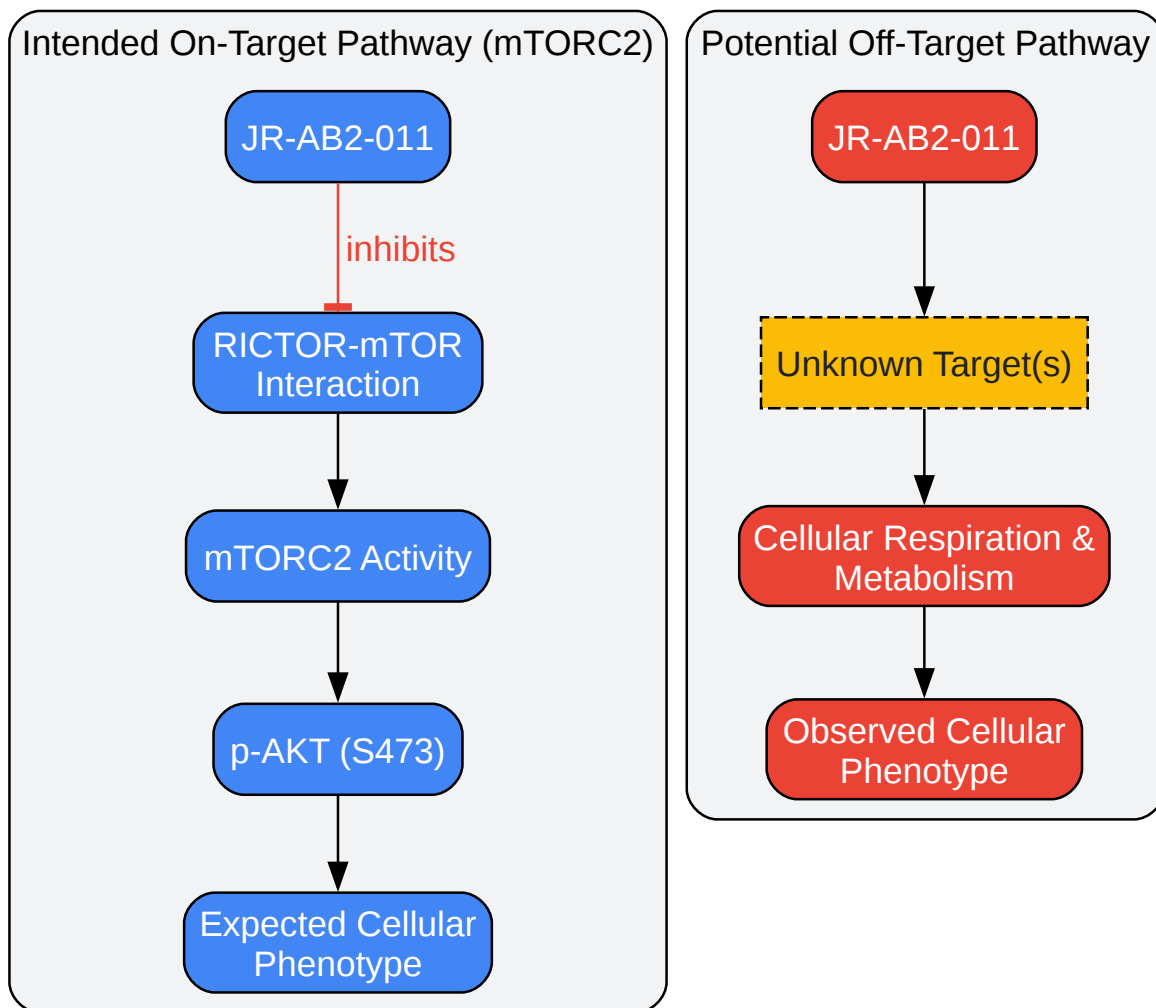 Intended On-Target Pathway (mTORC2)
JR-AB2-011
inhibits
RICTOR-mTOR
Interaction
mTORC2 Activity
p-AKT (S473)
Expected Cellular
Phenotype
Potential Off-Target Pathway
JR-AB2-011
Unknown Target(s)
Cellular Respiration &
Metabolism
Observed Cellular
Phenotype